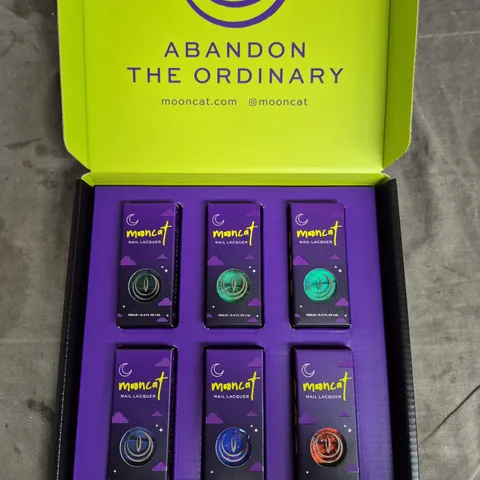 ABANDON
THE ORDINARY
mooncat.com @mooncat
mooncat
NAIL LACQUER
mooncat
NAIL LACQUER
mooncat
NAIL LACQUER
mooncat
NAIL LACQUER
mooncat
NAIL LACQUER
mooncat
NAIL LACQUER